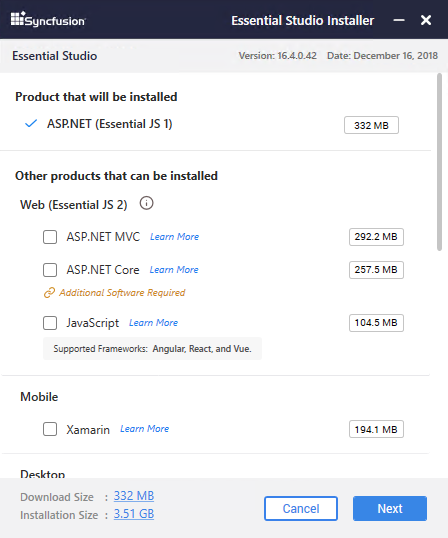 Syncfusion Essential Studio Installer
Essential Studio Version: 16.4.0.42 Date: December 16, 2018
Product that will be installed
ASP.NET (Essential JS 1) 332 MB
Other products that can be installed
Web (Essential JS 2)
ASP.NET MVC Learn More 292.2 MB
ASP.NET Core Learn More 257.5 MB
Additional Software Required
JavaScript Learn More 104.5 MB
Supported Frameworks: Angular, React, and Vue.
Mobile
Xamarin Learn More 194.1 MB
Desktop
Download Size : 332 MB
Installation Size : 3.51 GB
Cancel Next